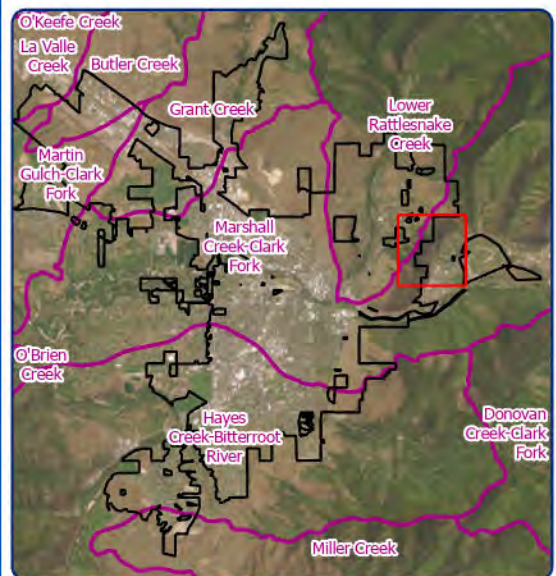 O'Keefe Creek
La Valle
Creek
Butler Creek
Grant Creek
Lower
Rattlesnake
Creek
Martin
Gulch-Clark
Fork
Marshall
Creek-Clark
Fork
O'Brien
Creek
Hayes
Creek-Bitterroot
River
Donovan
Creek-Clark
Fork
Miller Creek